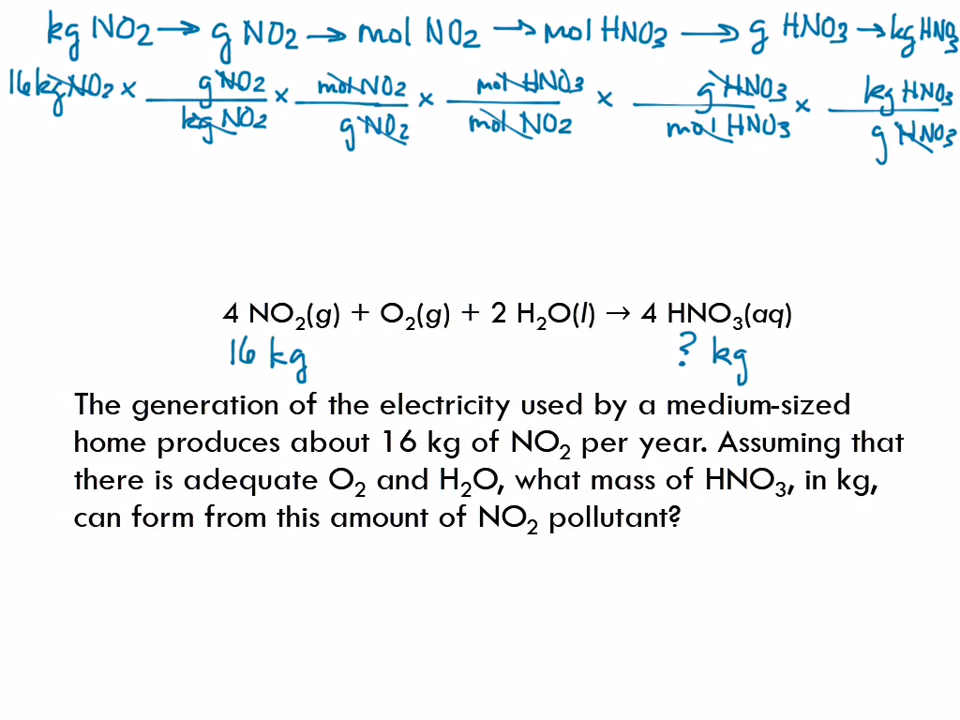 kg NO2 → g NO2 → mol NO2 → mol HNO3 → g HNO3 → kg HNO3
16 kg NO2 × g NO2 / kg NO2 × mol NO2 / g NO2 × mol HNO3 / mol NO2 × g HNO3 / mol HNO3 × kg HNO3 / g HNO3
4 NO₂(g) + O₂(g) + 2 H₂O(l) → 4 HNO₃(aq)
16 kg ? kg
The generation of the electricity used by a medium-sized
home produces about 16 kg of NO₂ per year. Assuming that
there is adequate O₂ and H₂O, what mass of HNO₃, in kg,
can form from this amount of NO₂ pollutant?